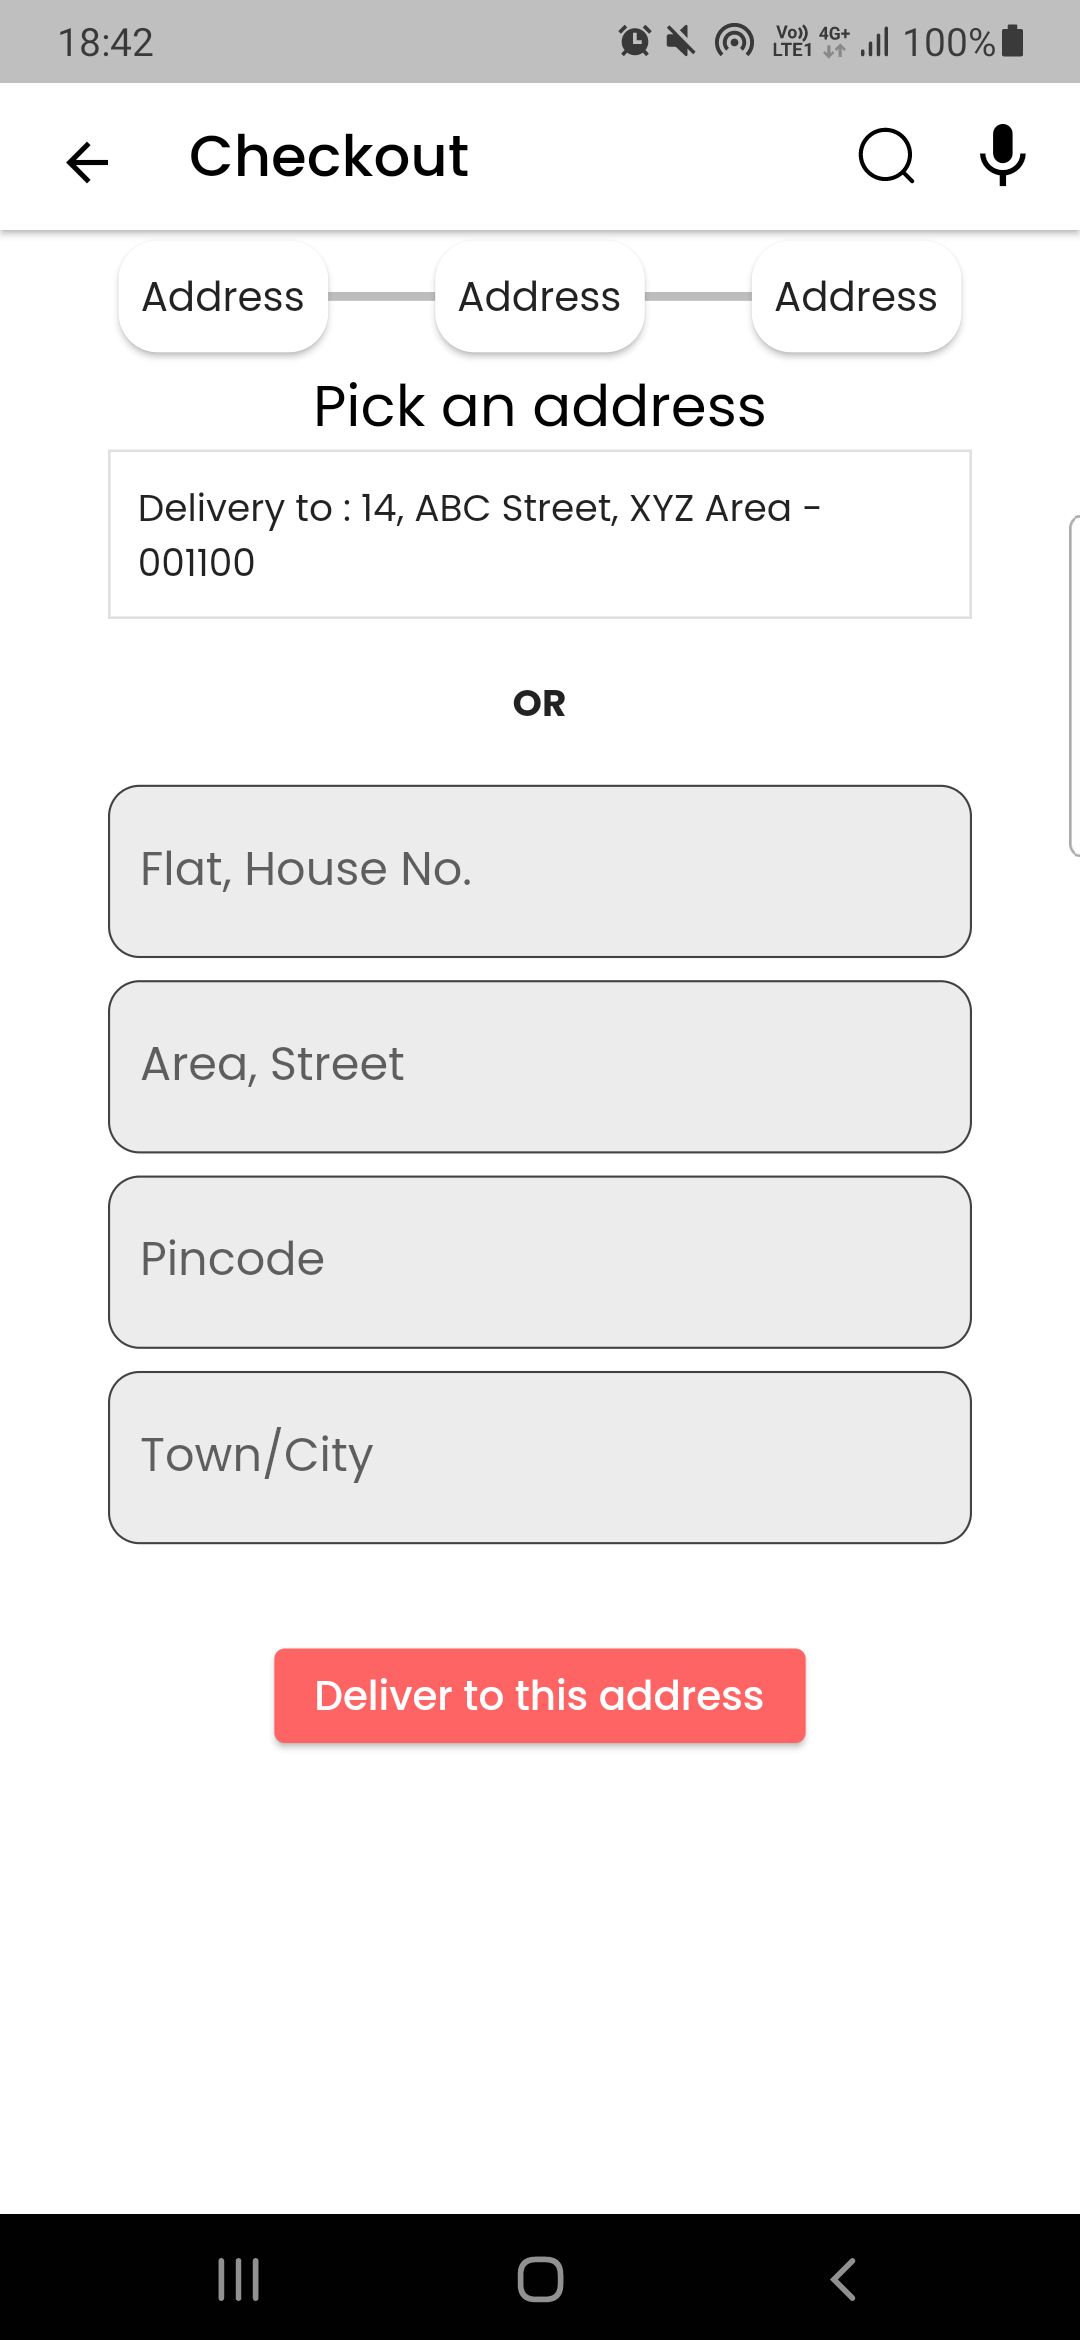 18:42 Vo)) LTE1 4G+ 100%
Checkout
Address Address Address
Pick an address
Delivery to : 14, ABC Street, XYZ Area -
001100
OR
Flat, House No.
Area, Street
Pincode
Town/City
Deliver to this address